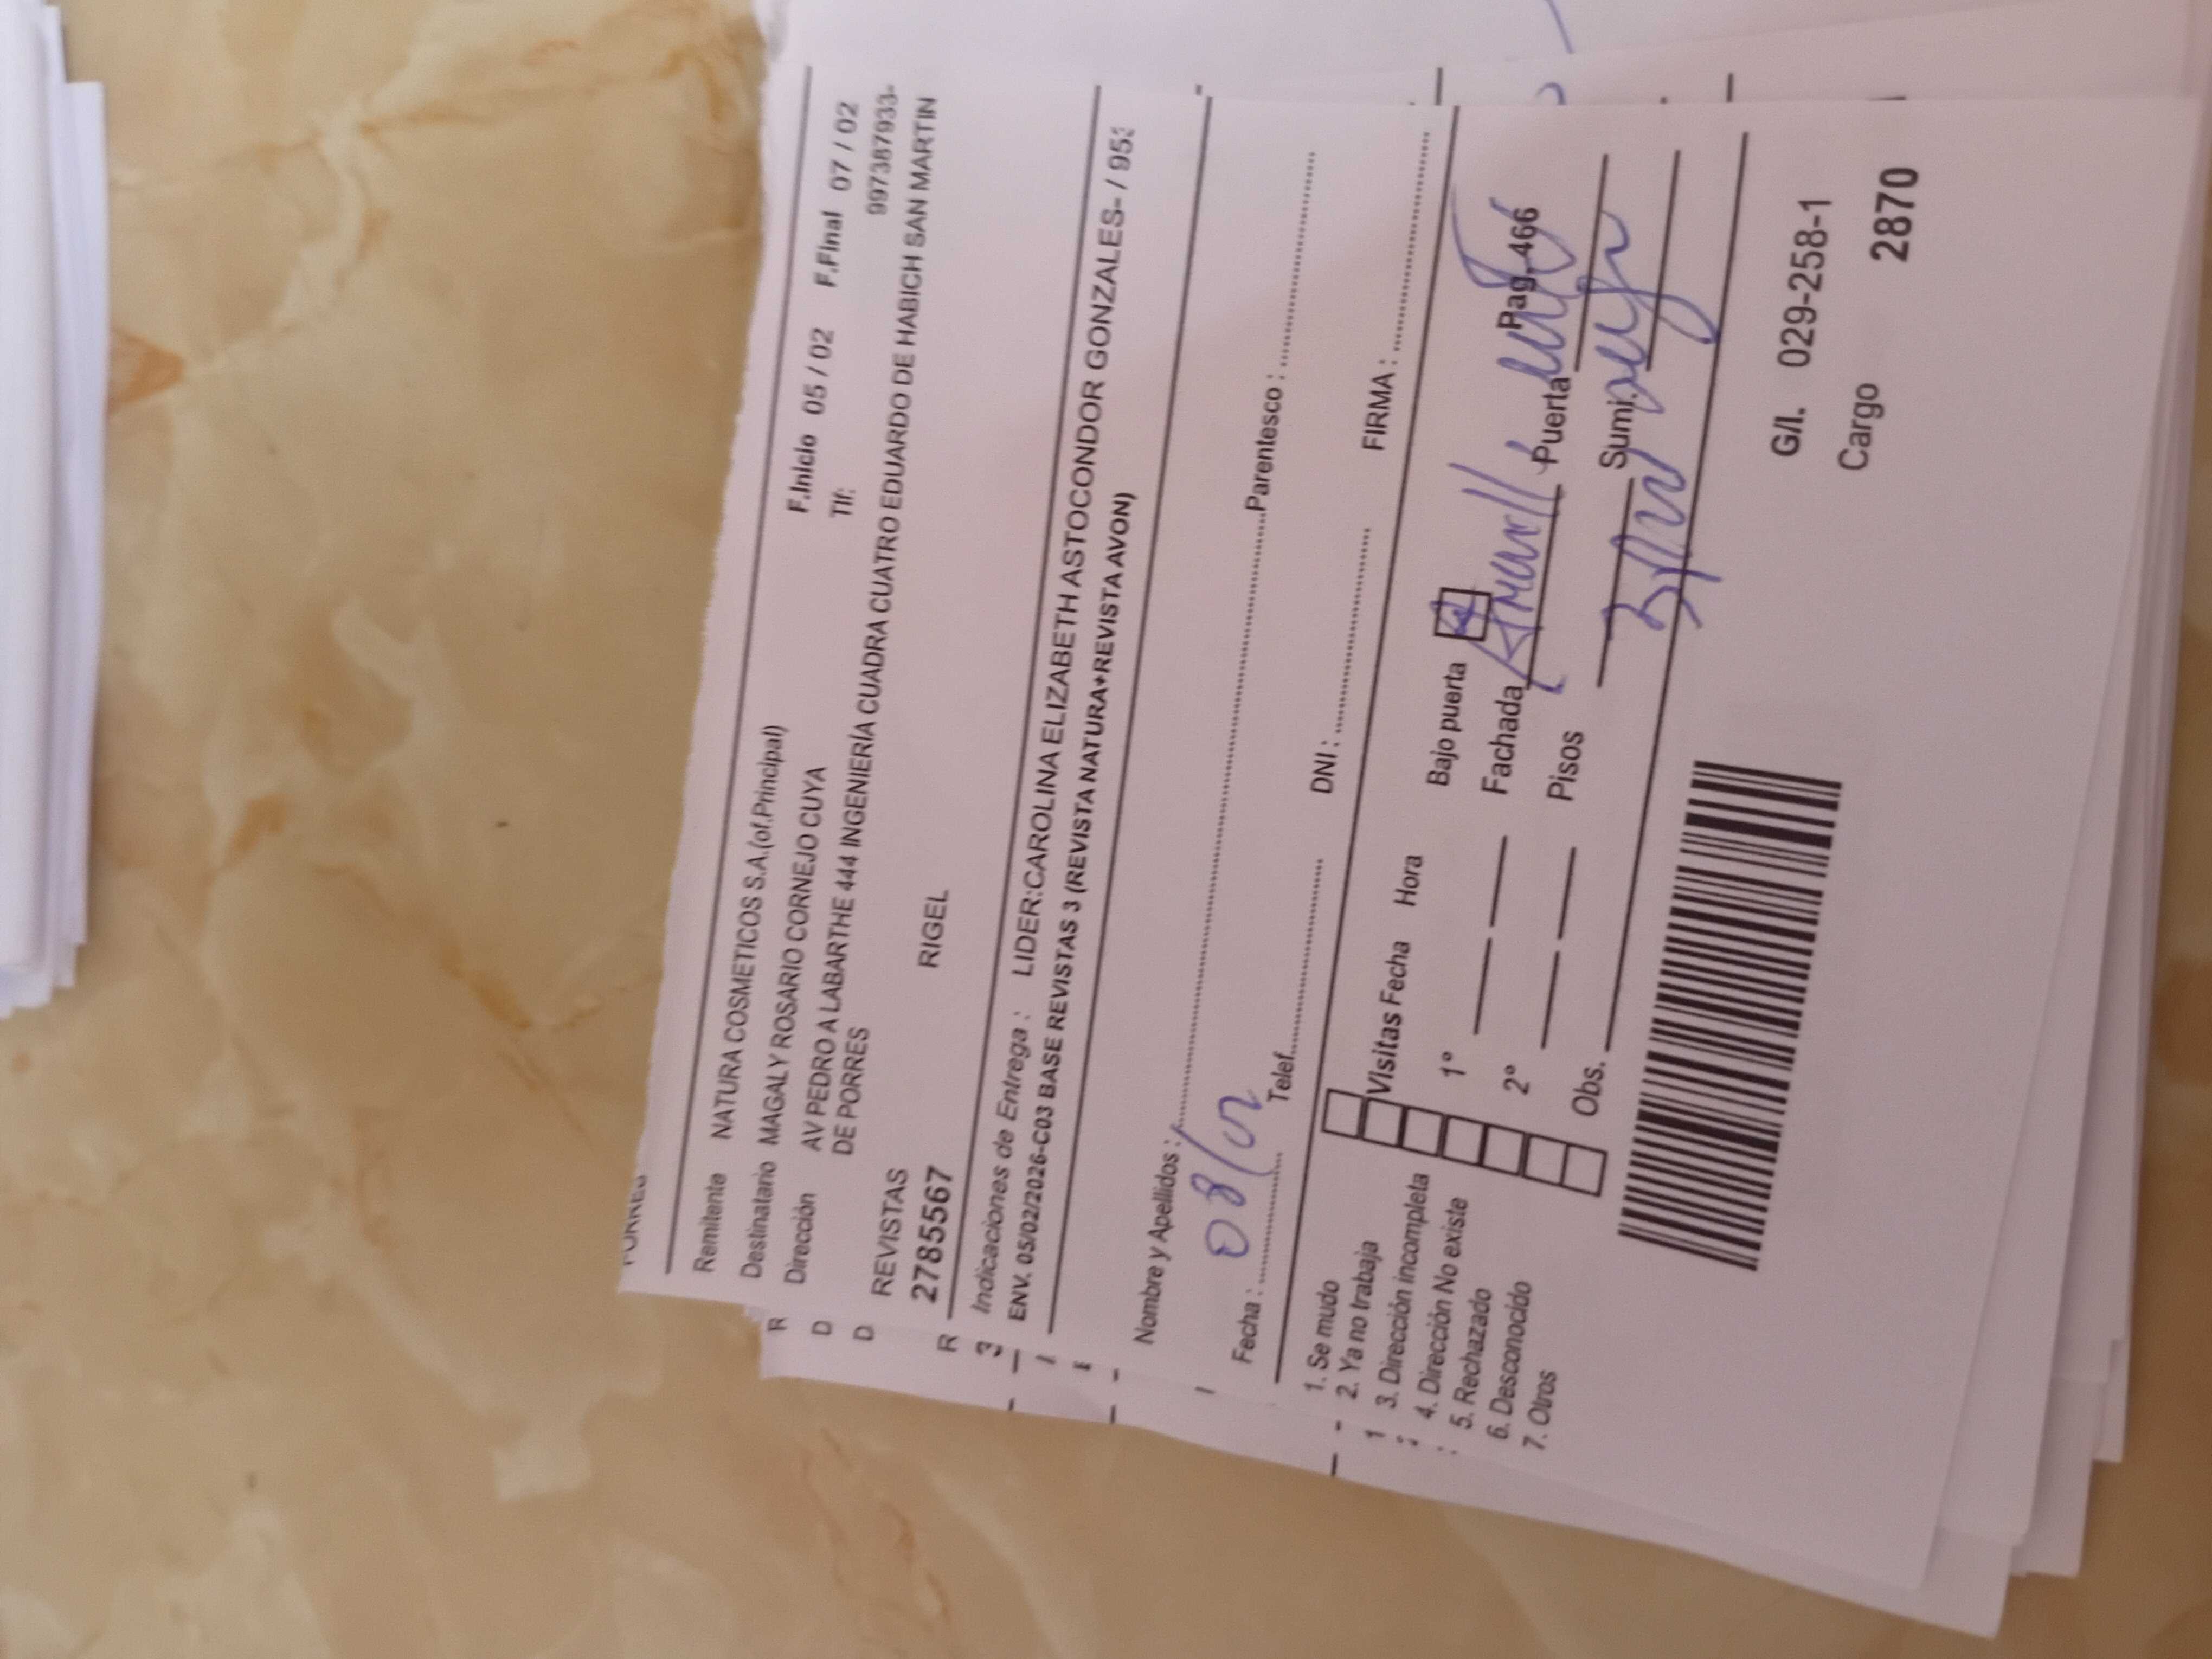 Remitente NATURA COSMETICOS S.A.(of.Principal)
Destinatario MAGALY ROSARIO CORNEJO CUYA F.Inicio 05 / 02 F.Final 07 / 02
Dirección AV PEDRO A LABARTHE 444 INGENIERÍA CUADRA CUATRO EDUARDO DE HABICH SAN MARTIN
DE PORRES
Tlf: 997387933-
REVISTAS
27855567 RIGEL
Indicaciones de Entrega : LIDER:CAROLINA ELIZABETH ASTOCONDOR GONZALES- / 95
ENV. 05/02/2026-C03 BASE REVISTAS 3 (REVISTA NATURA+REVISTA AVON)
Nombre y Apellidos :
Fecha : 08/02 Telef. Parentesco :
DNI : FIRMA :
1. Se mudo
2. Ya no trabaja
3. Dirección incompleta
4. Dirección No existe
5. Rechazado
6. Desconocido
7. Otros
Visitas Fecha Hora
1°
2°
Obs.
Bajo puerta
Fachada Puerta Pag. 466
Pisos Sumi.
G/I. 029-258-1
Cargo
2870